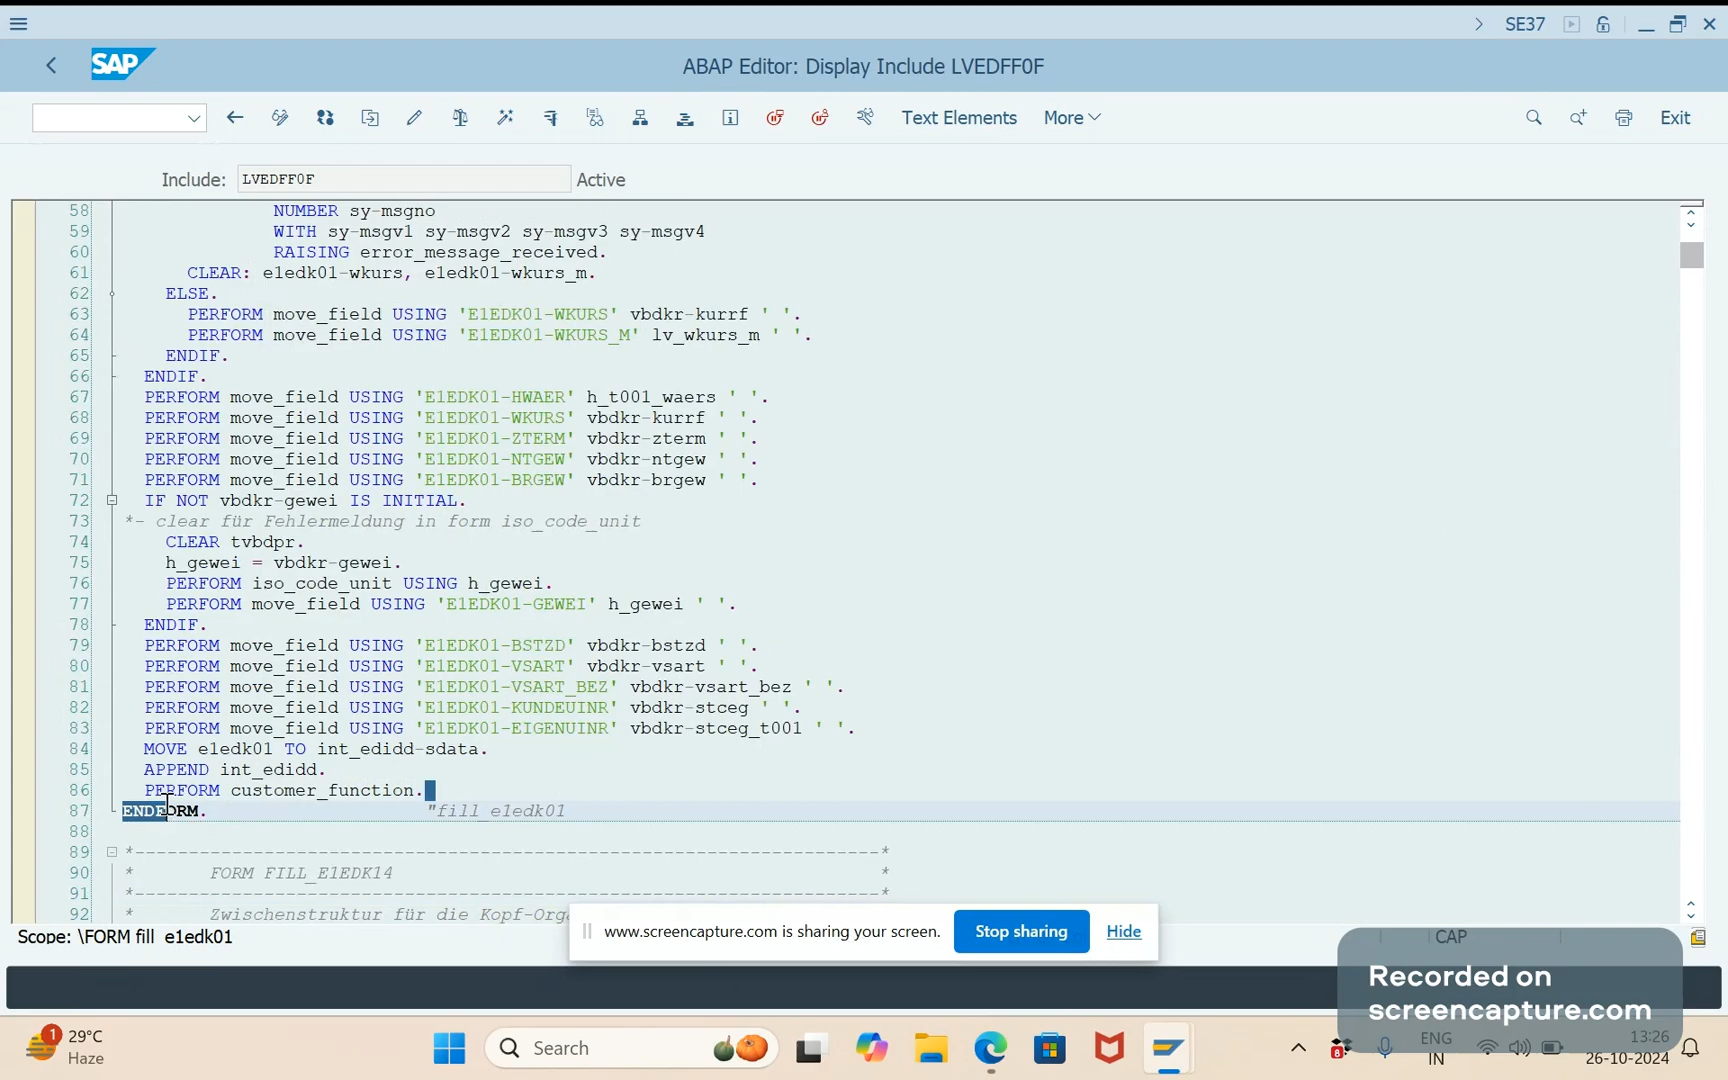 SE37
SAP
ABAP Editor: Display Include LVEDFF0F
Text Elements
More
Exit
Include: LVEDFF0F Active
58 NUMBER sy-msgno
59 WITH sy-msgv1 sy-msgv2 sy-msgv3 sy-msgv4
60 RAISING error_message_received.
61 CLEAR: e1edk01-wkurs, e1edk01-wkurs_m.
62 ELSE.
63 PERFORM move_field USING 'E1EDK01-WKURS' vbdkr-kurrf ' '.
64 PERFORM move_field USING 'E1EDK01-WKURS_M' lv_wkurs_m ' '.
65 ENDIF.
66 ENDIF.
67 PERFORM move_field USING 'E1EDK01-HWAER' h_t001_waers ' '.
68 PERFORM move_field USING 'E1EDK01-WKURS' vbdkr-kurrf ' '.
69 PERFORM move_field USING 'E1EDK01-ZTERM' vbdkr-zterm ' '.
70 PERFORM move_field USING 'E1EDK01-NTGEW' vbdkr-ntgew ' '.
71 PERFORM move_field USING 'E1EDK01-BRGEW' vbdkr-brgew ' '.
72 IF NOT vbdkr-gewei IS INITIAL.
73 *- clear für Fehlermeldung in form iso_code_unit
74 CLEAR tvbdpr.
75 h_gewei = vbdkr-gewei.
76 PERFORM iso_code_unit USING h_gewei.
77 PERFORM move_field USING 'E1EDK01-GEWEI' h_gewei ' '.
78 ENDIF.
79 PERFORM move_field USING 'E1EDK01-BSTZD' vbdkr-bstzd ' '.
80 PERFORM move_field USING 'E1EDK01-VSART' vbdkr-vsart ' '.
81 PERFORM move_field USING 'E1EDK01-VSART_BEZ' vbdkr-vsart_bez ' '.
82 PERFORM move_field USING 'E1EDK01-KUNDEUINR' vbdkr-stceg ' '.
83 PERFORM move_field USING 'E1EDK01-EIGENUINR' vbdkr-stceg_t001 ' '.
84 MOVE e1edk01 TO int_edidd-sdata.
85 APPEND int_edidd.
86 PERFORM customer_function.
87 ENDFORM. "fill_e1edk01
88
89 *---------------------------------------------------------------------*
90 * FORM FILL_E1EDK14 *
91 *---------------------------------------------------------------------*
92 * Zwischenstruktur für die Kopf-Orga
Scope: \FORM fill_e1edk01
CAP
www.screencapture.com is sharing your screen.
Stop sharing
Hide
Recorded on
screencapture.com
1
29°C
Haze
Search
8
ENG
IN
13:26
26-10-2024